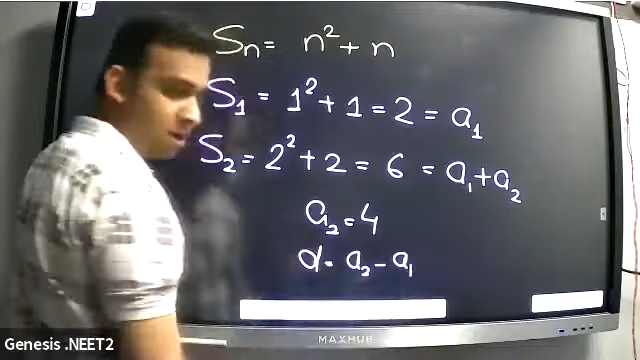 Sn = n² + n
S1 = 1² + 1 = 2 = a1
S2 = 2² + 2 = 6 = a1 + a2
a2 = 4
d = a2 - a1
MAXHUB
Genesis .NEET2